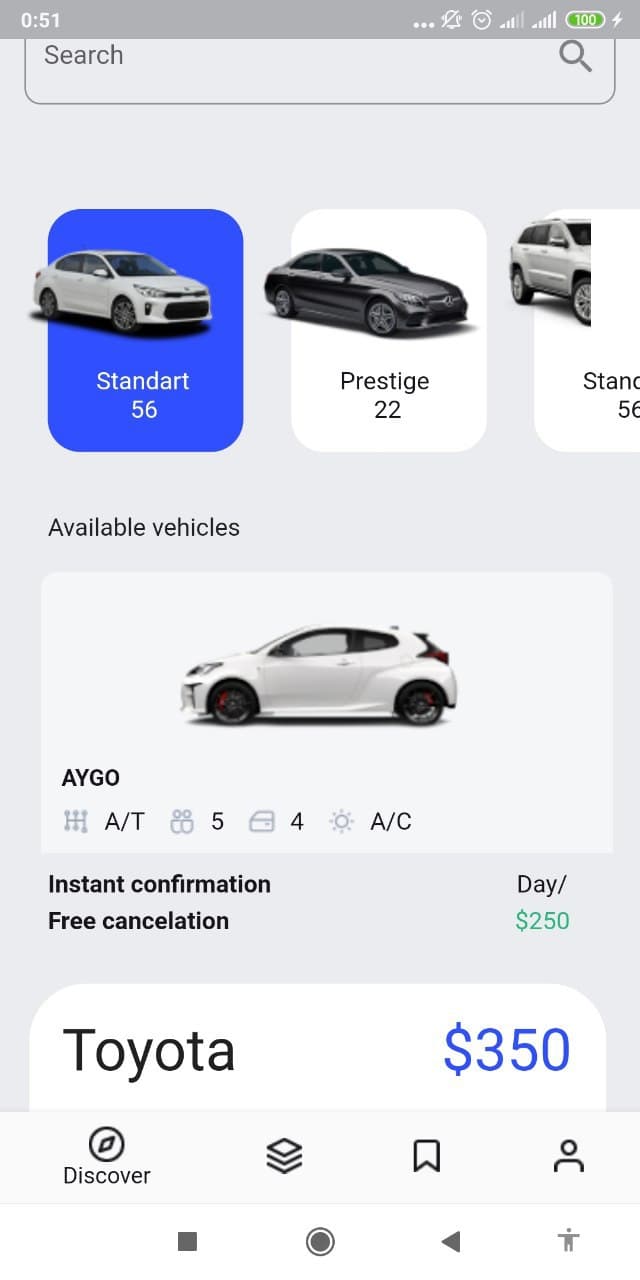 0:51
100
Search
Standart
56
Prestige
22
Stand
56
Available vehicles
AYGO
A/T 5 4 A/C
Instant confirmation
Day/
Free cancelation
$250
Toyota
$350
Discover